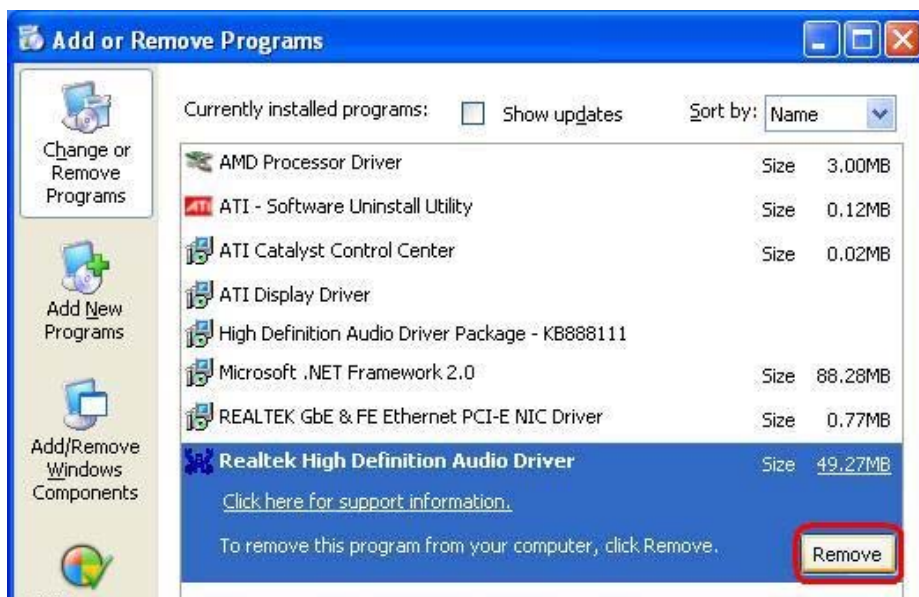 Add or Remove Programs
Change or
Remove
Programs
Add New
Programs
Add/Remove
Windows
Components
Currently installed programs: Show updates Sort by: Name
AMD Processor Driver Size 3.00MB
ATI ATI - Software Uninstall Utility Size 0.12MB
ATI Catalyst Control Center Size 0.02MB
ATI Display Driver
High Definition Audio Driver Package - KB888111
Microsoft .NET Framework 2.0 Size 88.28MB
REALTEK GbE & FE Ethernet PCI-E NIC Driver Size 0.77MB
Realtek High Definition Audio Driver Size 49.27MB
Click here for support information.
To remove this program from your computer, click Remove. Remove